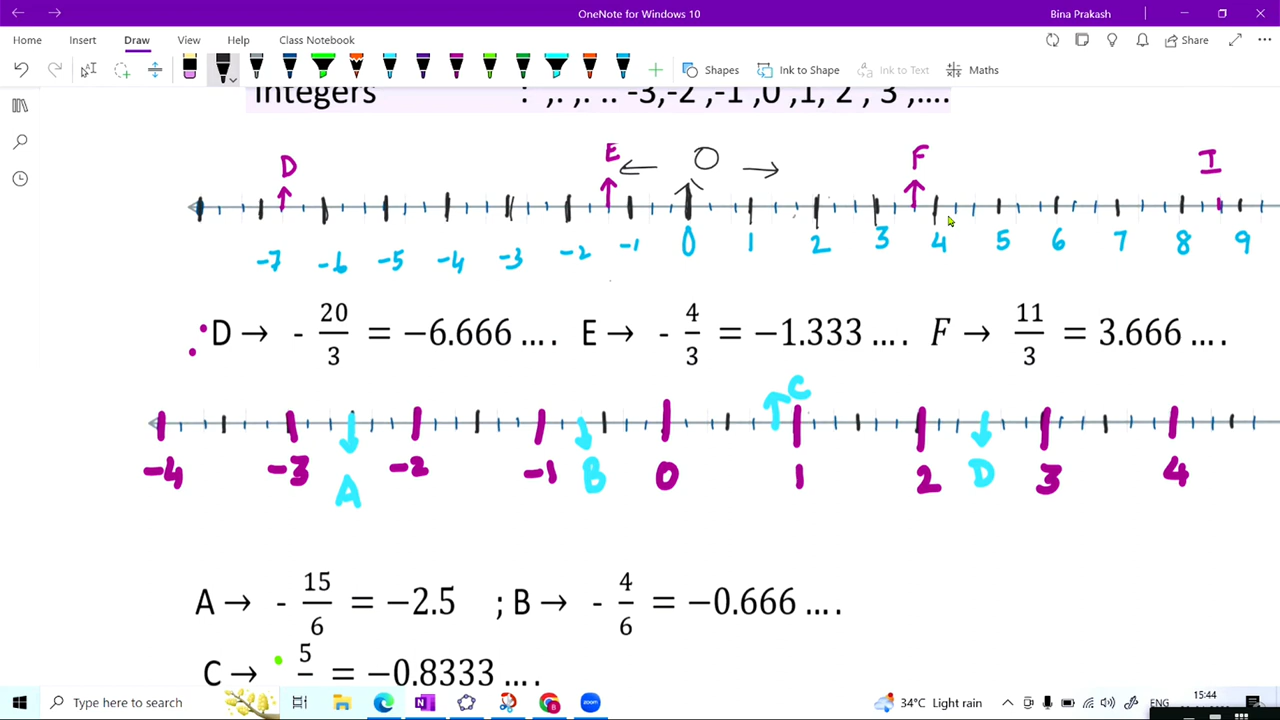 OneNote for Windows 10
Bina Prakash
Home Insert Draw View Help Class Notebook
Share
Shapes Ink to Shape Ink to Text Maths
Integers : ,. ,. .. -3,-2 ,-1 ,0 ,1, 2 , 3 ,....
D E ← O → F I
-7 -6 -5 -4 -3 -2 -1 0 1 2 3 4 5 6 7 8 9
D → - 20/3 = −6.666 .... E → - 4/3 = −1.333 .... F → 11/3 = 3.666 ....
C
-4 -3 -2 -1 0 1 2 3 4
A B D
A → - 15/6 = −2.5 ; B → - 4/6 = −0.666 ....
C → 5 = −0.8333 ....
Type here to search
34°C Light rain
ENG
15:44
zoom